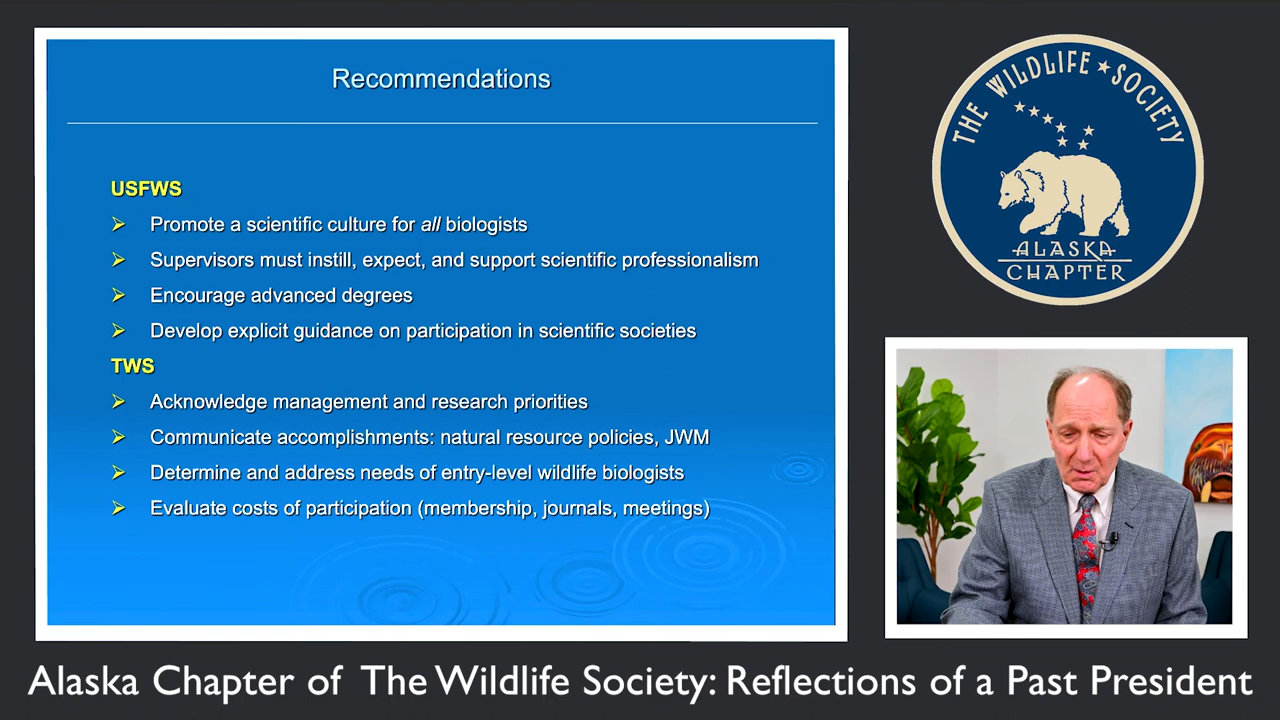 Recommendations
USFWS
Promote a scientific culture for all biologists
Supervisors must instill, expect, and support scientific professionalism
Encourage advanced degrees
Develop explicit guidance on participation in scientific societies
TWS
Acknowledge management and research priorities
Communicate accomplishments: natural resource policies, JWM
Determine and address needs of entry-level wildlife biologists
Evaluate costs of participation (membership, journals, meetings)
THE WILDLIFE SOCIETY
ALASKA
CHAPTER
Alaska Chapter of The Wildlife Society: Reflections of a Past President